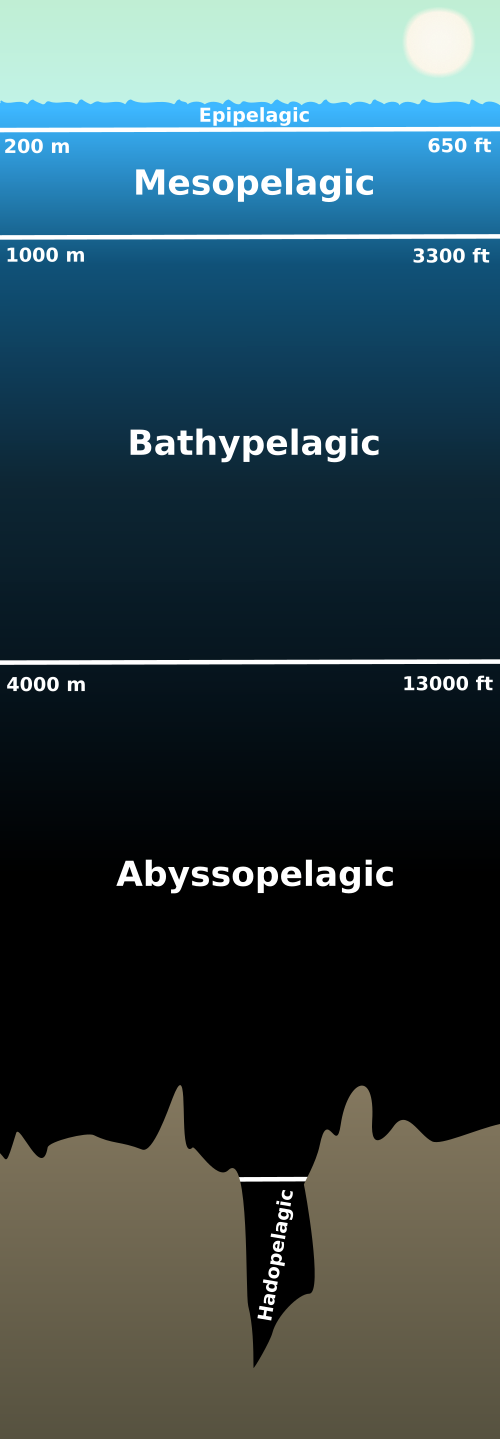 Epipelagic
200 m 650 ft
Mesopelagic
1000 m 3300 ft
Bathypelagic
4000 m 13000 ft
Abyssopelagic
Hadopelagic